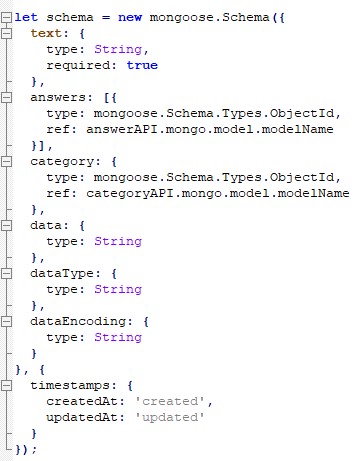 let schema = new mongoose.Schema({
  text: {
    type: String,
    required: true
  },
  answers: [{
    type: mongoose.Schema.Types.ObjectId,
    ref: answerAPI.mongo.model.modelName
  }],
  category: {
    type: mongoose.Schema.Types.ObjectId,
    ref: categoryAPI.mongo.model.modelName
  },
  data: {
    type: String
  },
  dataType: {
    type: String
  },
  dataEncoding: {
    type: String
  }
}, {
  timestamps: {
    createdAt: 'created',
    updatedAt: 'updated'
  }
});